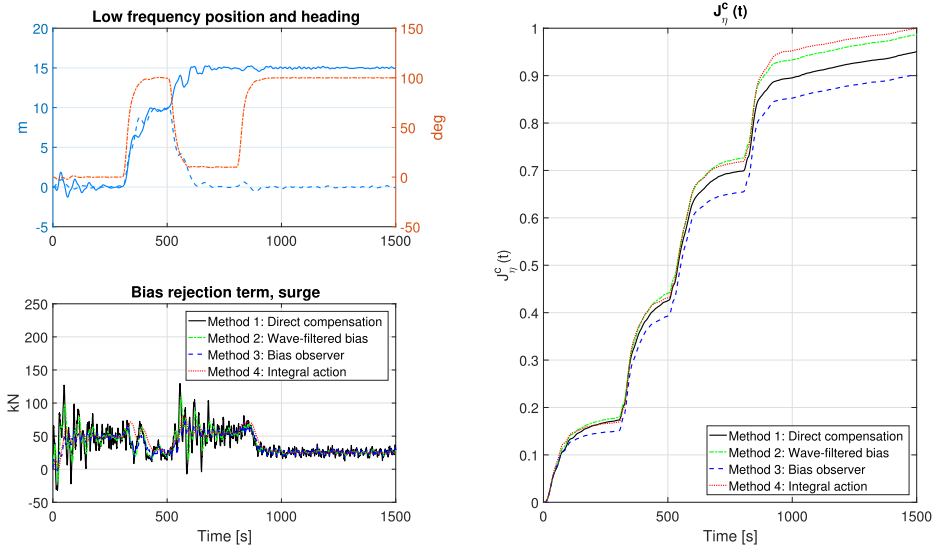 Low frequency position and heading
20
15
10
5
0
-5
m
150
100
50
0
-50
deg
0
500
1000
1500
Bias rejection term, surge
250
200
150
100
50
0
-50
kN
Method 1: Direct compensation
Method 2: Wave-filtered bias
Method 3: Bias observer
Method 4: Integral action
0
500
1000
1500
Time [s]
J_η^c (t)
1
0.9
0.8
0.7
0.6
0.5
0.4
0.3
0.2
0.1
0
J_η^c (t)
Method 1: Direct compensation
Method 2: Wave-filtered bias
Method 3: Bias observer
Method 4: Integral action
0
500
1000
1500
Time [s]